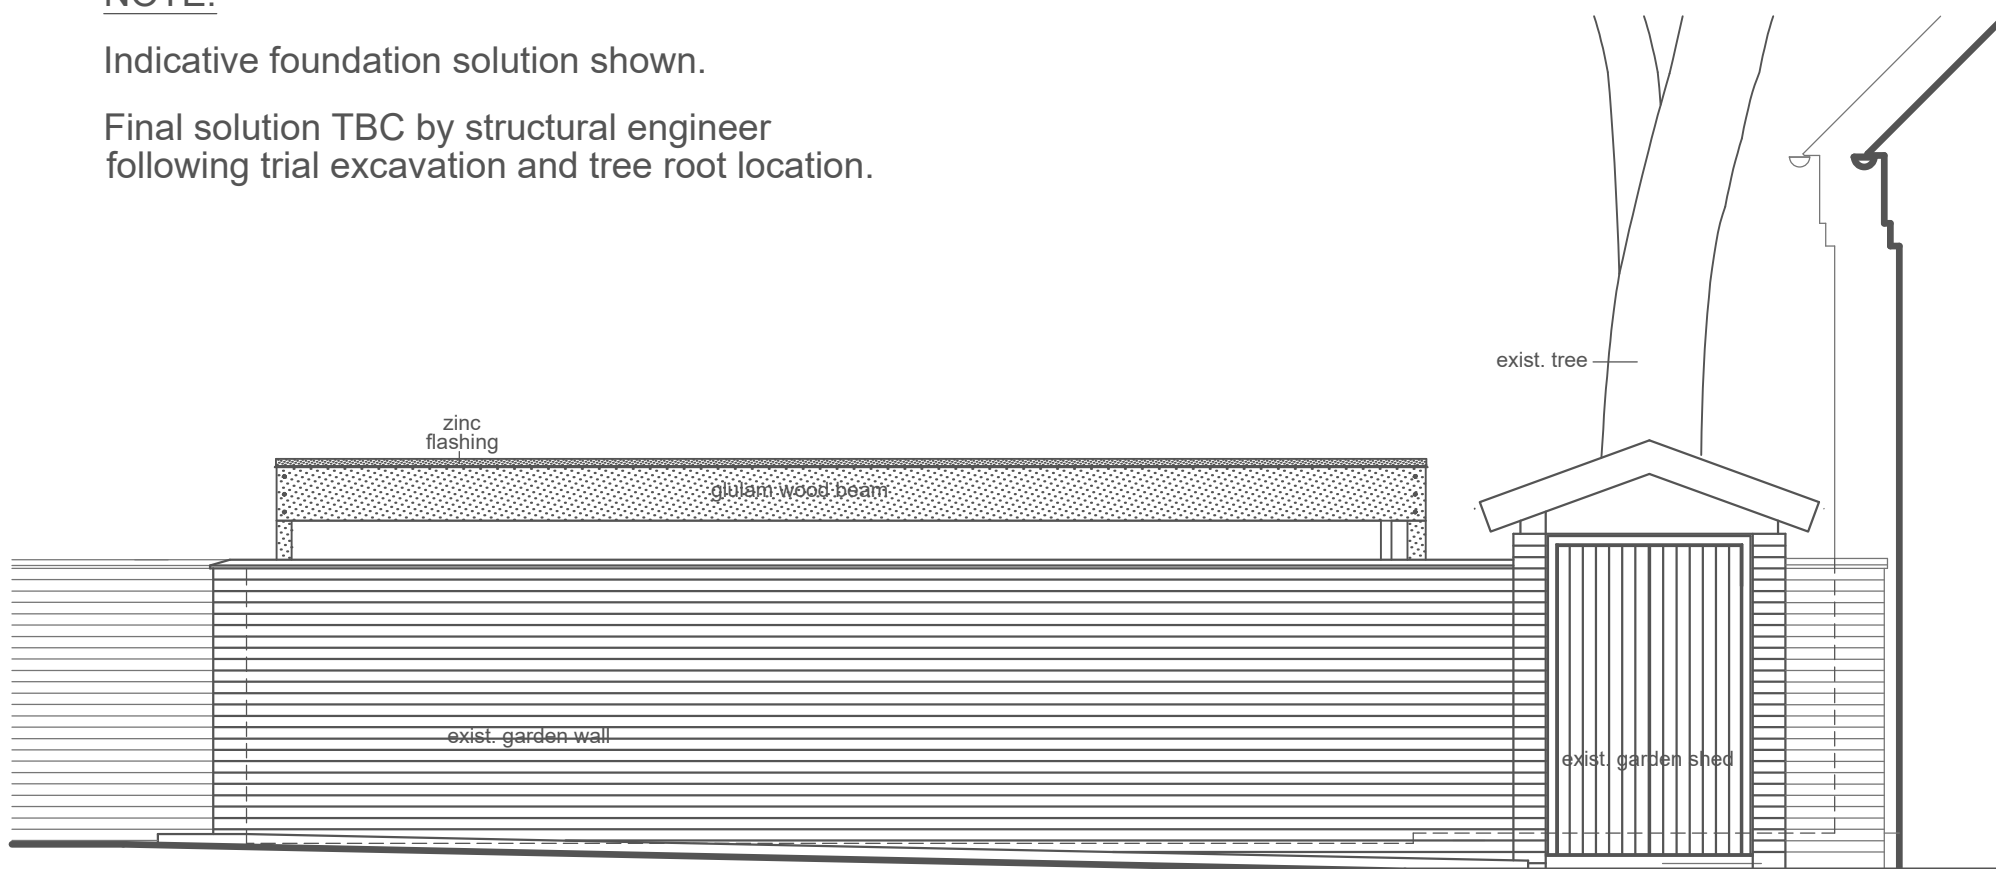 NOTE:
Indicative foundation solution shown.
Final solution TBC by structural engineer
following trial excavation and tree root location.
exist. tree
zinc
flashing
glulam wood beam
exist. garden wall
exist. garden shed